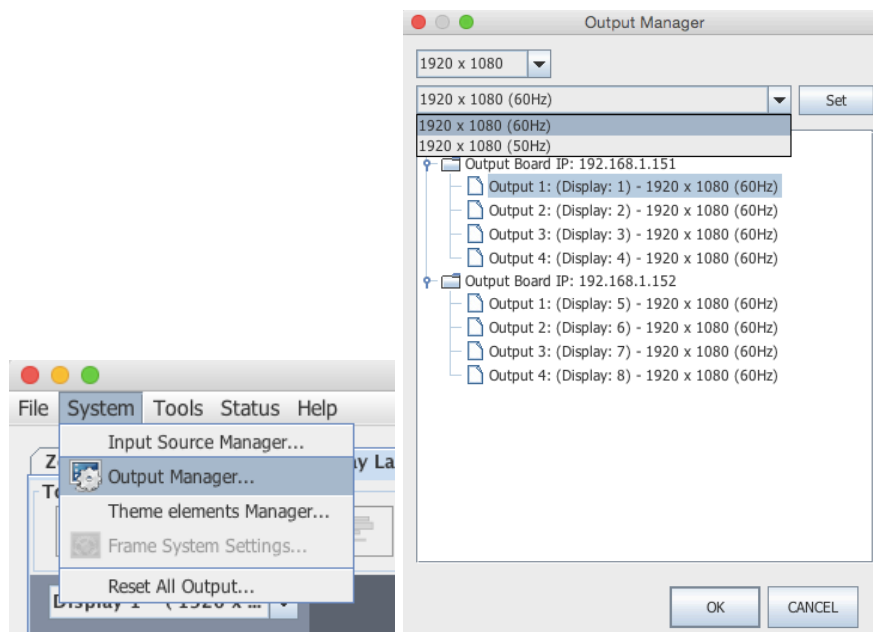 File System Tools Status Help
Input Source Manager...
Output Manager...
Theme elements Manager...
Frame System Settings...
Reset All Output...
Output Manager
1920 x 1080
1920 x 1080 (60Hz)
Set
1920 x 1080 (60Hz)
1920 x 1080 (50Hz)
Output Board IP: 192.168.1.151
Output 1: (Display: 1) - 1920 x 1080 (60Hz)
Output 2: (Display: 2) - 1920 x 1080 (60Hz)
Output 3: (Display: 3) - 1920 x 1080 (60Hz)
Output 4: (Display: 4) - 1920 x 1080 (60Hz)
Output Board IP: 192.168.1.152
Output 1: (Display: 5) - 1920 x 1080 (60Hz)
Output 2: (Display: 6) - 1920 x 1080 (60Hz)
Output 3: (Display: 7) - 1920 x 1080 (60Hz)
Output 4: (Display: 8) - 1920 x 1080 (60Hz)
OK
CANCEL